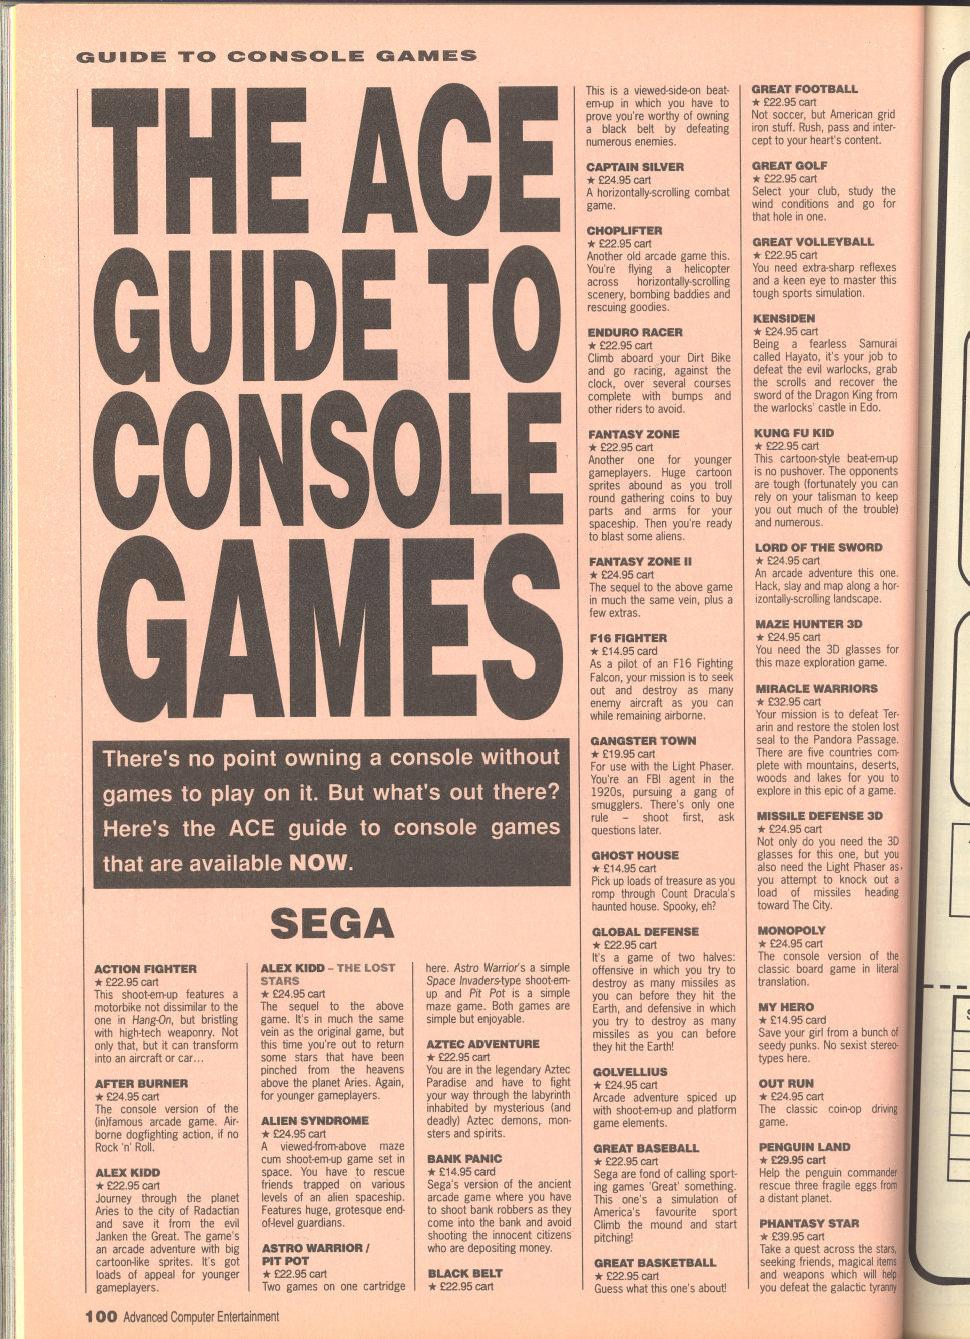 GUIDE TO CONSOLE GAMES
THE ACE
GUIDE TO
CONSOLE
GAMES
There's no point owning a console without
games to play on it. But what's out there?
Here's the ACE guide to console games
that are available NOW.
SEGA
ACTION FIGHTER
★ £22.95 cart
This shoot-em-up features a
motorbike not dissimilar to the
one in Hang-On, but bristling
with high-tech weaponry. Not
only that, but it can transform
into an aircraft or car...
AFTER BURNER
★ £24.95 cart
The console version of the
(in)famous arcade game. Air-
borne dogfighting action, if no
Rock 'n' Roll.
ALEX KIDD
★ £22.95 cart
Journey through the planet
Aries to the city of Radactian
and save it from the evil
Janken the Great. The game's
an arcade adventure with big
cartoon-like sprites. It's got
loads of appeal for younger
gameplayers.
ALEX KIDD – THE LOST
STARS
★ £24.95 cart
The sequel to the above
game. It's in much the same
vein as the original game, but
this time you're out to return
some stars that have been
pinched from the heavens
above the planet Aries. Again,
for younger gameplayers.
ALIEN SYNDROME
★ £24.95 cart
A viewed-from-above maze
cum shoot-em-up game set in
space. You have to rescue
friends trapped on various
levels of an alien spaceship.
Features huge, grotesque end-
of-level guardians.
ASTRO WARRIOR /
PIT POT
★ £22.95 cart
Two games on one cartridge
here. Astro Warrior's a simple
Space Invaders-type shoot-em-
up and Pit Pot is a simple
maze game. Both games are
simple but enjoyable.
AZTEC ADVENTURE
★ £22.95 cart
You are in the legendary Aztec
Paradise and have to fight
your way through the labyrinth
inhabited by mysterious (and
deadly) Aztec demons, mon-
sters and spirits.
BANK PANIC
★ £14.95 card
Sega's version of the ancient
arcade game where you have
to shoot bank robbers as they
come into the bank and avoid
shooting the innocent citizens
who are depositing money.
BLACK BELT
★ £22.95 cart
This is a viewed-side-on beat-
em-up in which you have to
prove you're worthy of owning
a black belt by defeating
numerous enemies.
CAPTAIN SILVER
★ £24.95 cart
A horizontally-scrolling combat
game.
CHOPLIFTER
★ £22.95 cart
Another old arcade game this.
You're flying a helicopter
across horizontally-scrolling
scenery, bombing baddies and
rescuing goodies.
ENDURO RACER
★ £22.95 cart
Climb aboard your Dirt Bike
and go racing, against the
clock, over several courses
complete with bumps and
other riders to avoid.
FANTASY ZONE
★ £22.95 cart
Another one for younger
gameplayers. Huge cartoon
sprites abound as you troll
round gathering coins to buy
parts and arms for your
spaceship. Then you're ready
to blast some aliens.
FANTASY ZONE II
★ £24.95 cart
The sequel to the above game
in much the same vein, plus a
few extras.
F16 FIGHTER
★ £14.95 card
As a pilot of an F16 Fighting
Falcon, your mission is to seek
out and destroy as many
enemy aircraft as you can
while remaining airborne.
GANGSTER TOWN
★ £19.95 cart
For use with the Light Phaser.
You're an FBI agent in the
1920s, pursuing a gang of
smugglers. There's only one
rule – shoot first, ask
questions later.
GHOST HOUSE
★ £14.95 cart
Pick up loads of treasure as you
romp through Count Dracula's
haunted house. Spooky, eh?
GLOBAL DEFENSE
★ £22.95 cart
It's a game of two halves:
offensive in which you try to
destroy as many missiles as
you can before they hit the
Earth, and defensive in which
you try to destroy as many
missiles as you can before
they hit the Earth!
GOLVELLIUS
★ £24.95 cart
Arcade adventure spiced up
with shoot-em-up and platform
game elements.
GREAT BASEBALL
★ £22.95 cart
Sega are fond of calling sport-
ing games 'Great' something.
This one's a simulation of
America's favourite sport
Climb the mound and start
pitching!
GREAT BASKETBALL
★ £22.95 cart
Guess what this one's about!
GREAT FOOTBALL
★ £22.95 cart
Not soccer, but American grid
iron stuff. Rush, pass and inter-
cept to your heart's content.
GREAT GOLF
★ £22.95 cart
Select your club, study the
wind conditions and go for
that hole in one.
GREAT VOLLEYBALL
★ £22.95 cart
You need extra-sharp reflexes
and a keen eye to master this
tough sports simulation.
KENSIDEN
★ £24.95 cart
Being a fearless Samurai
called Hayato, it's your job to
defeat the evil warlocks, grab
the scrolls and recover the
sword of the Dragon King from
the warlocks' castle in Edo.
KUNG FU KID
★ £22.95 cart
This cartoon-style beat-em-up
is no pushover. The opponents
are tough (fortunately you can
rely on your talisman to keep
you out much of the trouble)
and numerous.
LORD OF THE SWORD
★ £24.95 cart
An arcade adventure this one.
Hack, slay and map along a hor-
izontally-scrolling landscape.
MAZE HUNTER 3D
★ £24.95 cart
You need the 3D glasses for
this maze exploration game.
MIRACLE WARRIORS
★ £32.95 cart
Your mission is to defeat Ter-
arin and restore the stolen lost
seal to the Pandora Passage.
There are five countries com-
plete with mountains, deserts,
woods and lakes for you to
explore in this epic of a game.
MISSILE DEFENSE 3D
★ £24.95 cart
Not only do you need the 3D
glasses for this one, but you
also need the Light Phaser as
you attempt to knock out a
load of missiles heading
toward The City.
MONOPOLY
★ £24.95 cart
The console version of the
classic board game in literal
translation.
MY HERO
★ £14.95 card
Save your girl from a bunch of
seedy punks. No sexist stereo-
types here.
OUT RUN
★ £24.95 cart
The classic coin-op driving
game.
PENGUIN LAND
★ £29.95 cart
Help the penguin commander
rescue three fragile eggs from
a distant planet.
PHANTASY STAR
★ £39.95 cart
Take a quest across the stars,
seeking friends, magical items
and weapons which will help
you defeat the galactic tyranny
100 Advanced Computer Entertainment